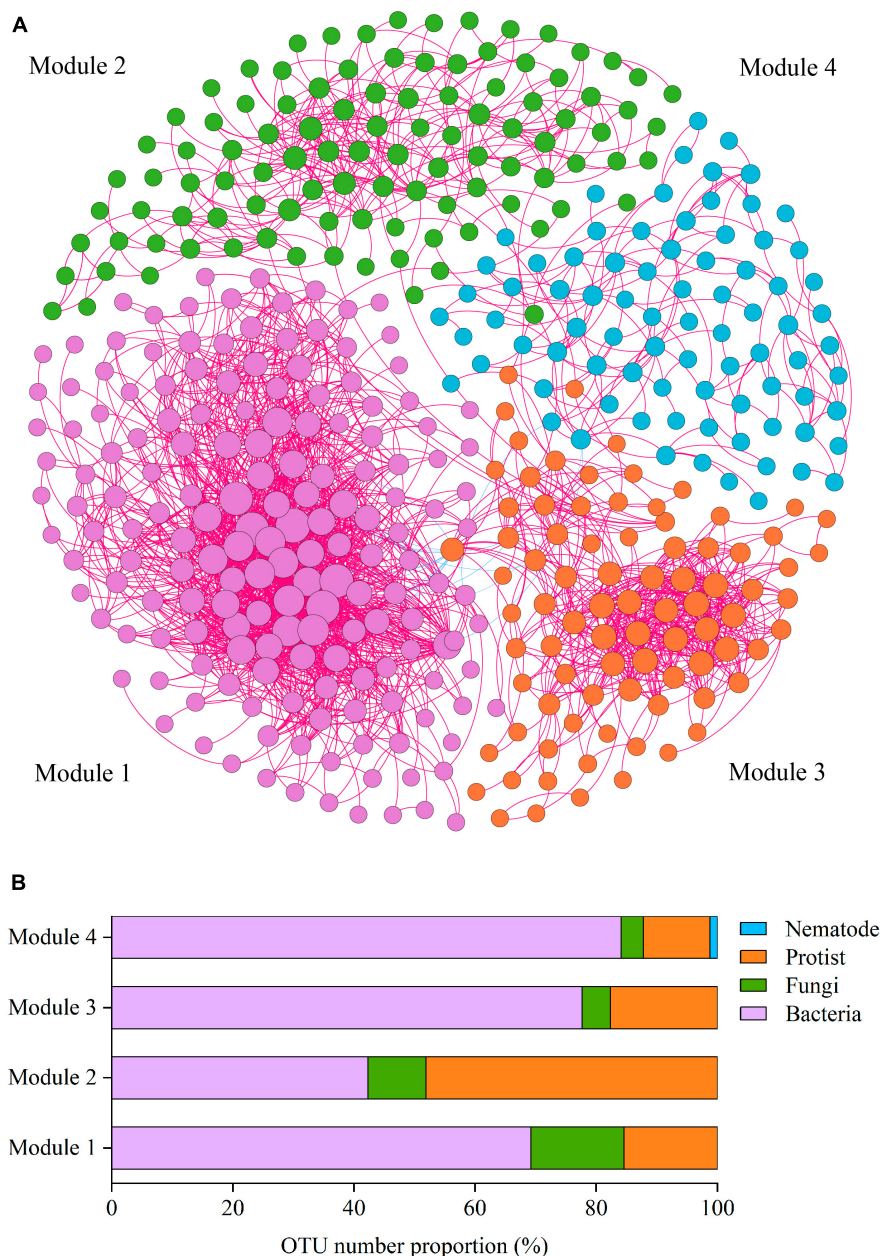 A
Module 2
Module 4
Module 1
Module 3
B
Module 4
Module 3
Module 2
Module 1
Nematode
Protist
Fungi
Bacteria
0 20 40 60 80 100
OTU number proportion (%)